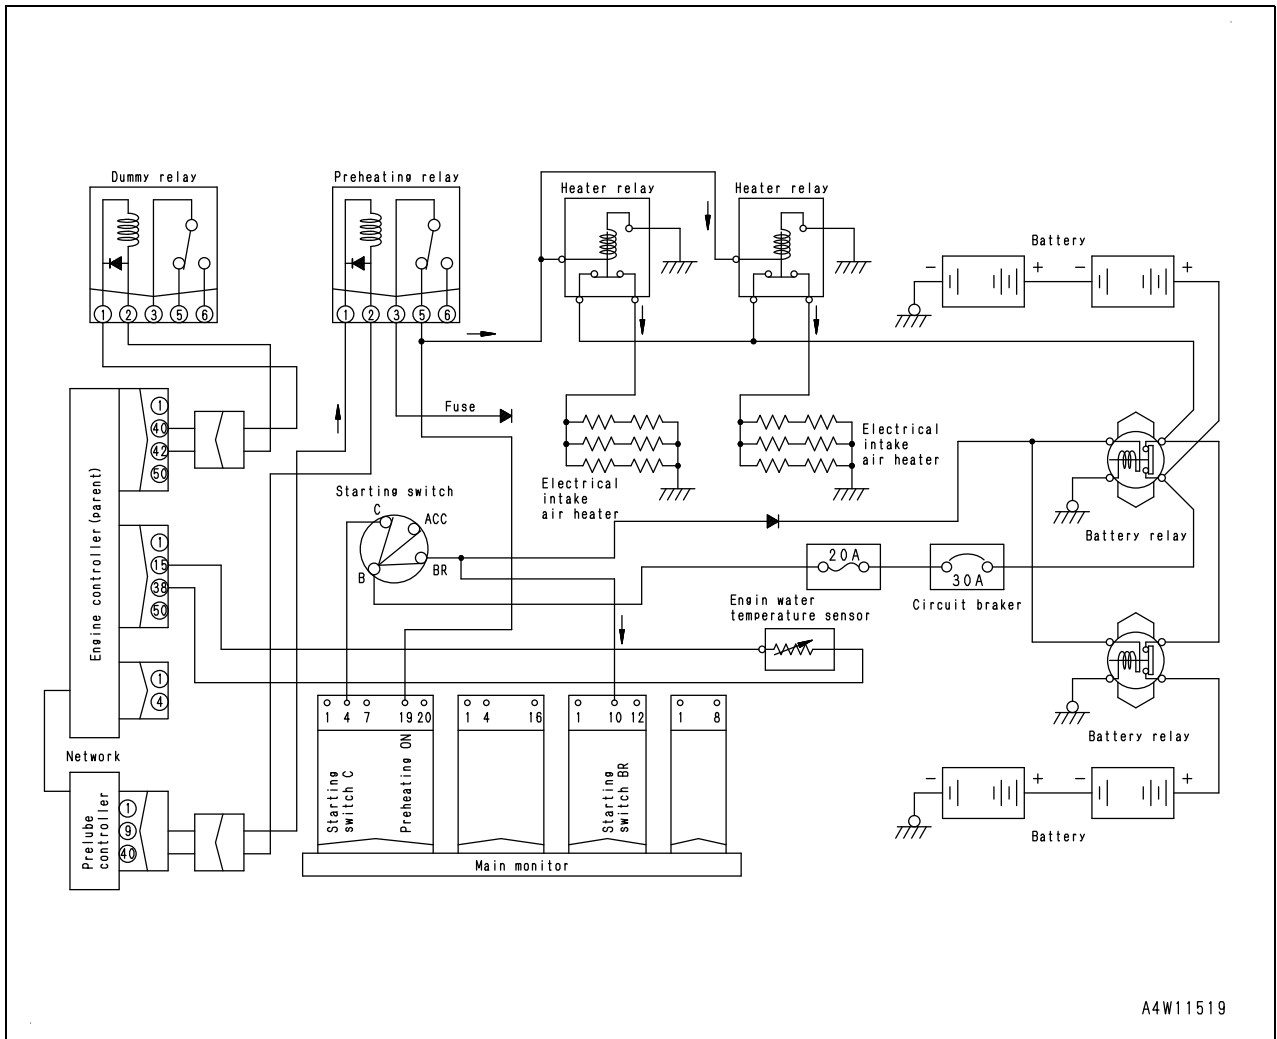 Dummy relay
1 2 3 5 6
Preheating relay
1 2 3 5 6
Heater relay
Heater relay
Battery
− + − +
Fuse
Electrical
intake
air heater
Electrical
intake
air heater
Battery relay
Engine controller (parent)
1
40
42
50
1
15
38
50
1
4
Starting switch
C
ACC
B
BR
20A
30A
Circuit braker
Engin water
temperature sensor
Network
Prelube
controller
1
9
40
1 4 7 19 20
Starting
switch C
Preheating ON
1 4 16
1 10 12
Starting
switch BR
1 8
Main monitor
Battery relay
− + − +
Battery
A4W11519